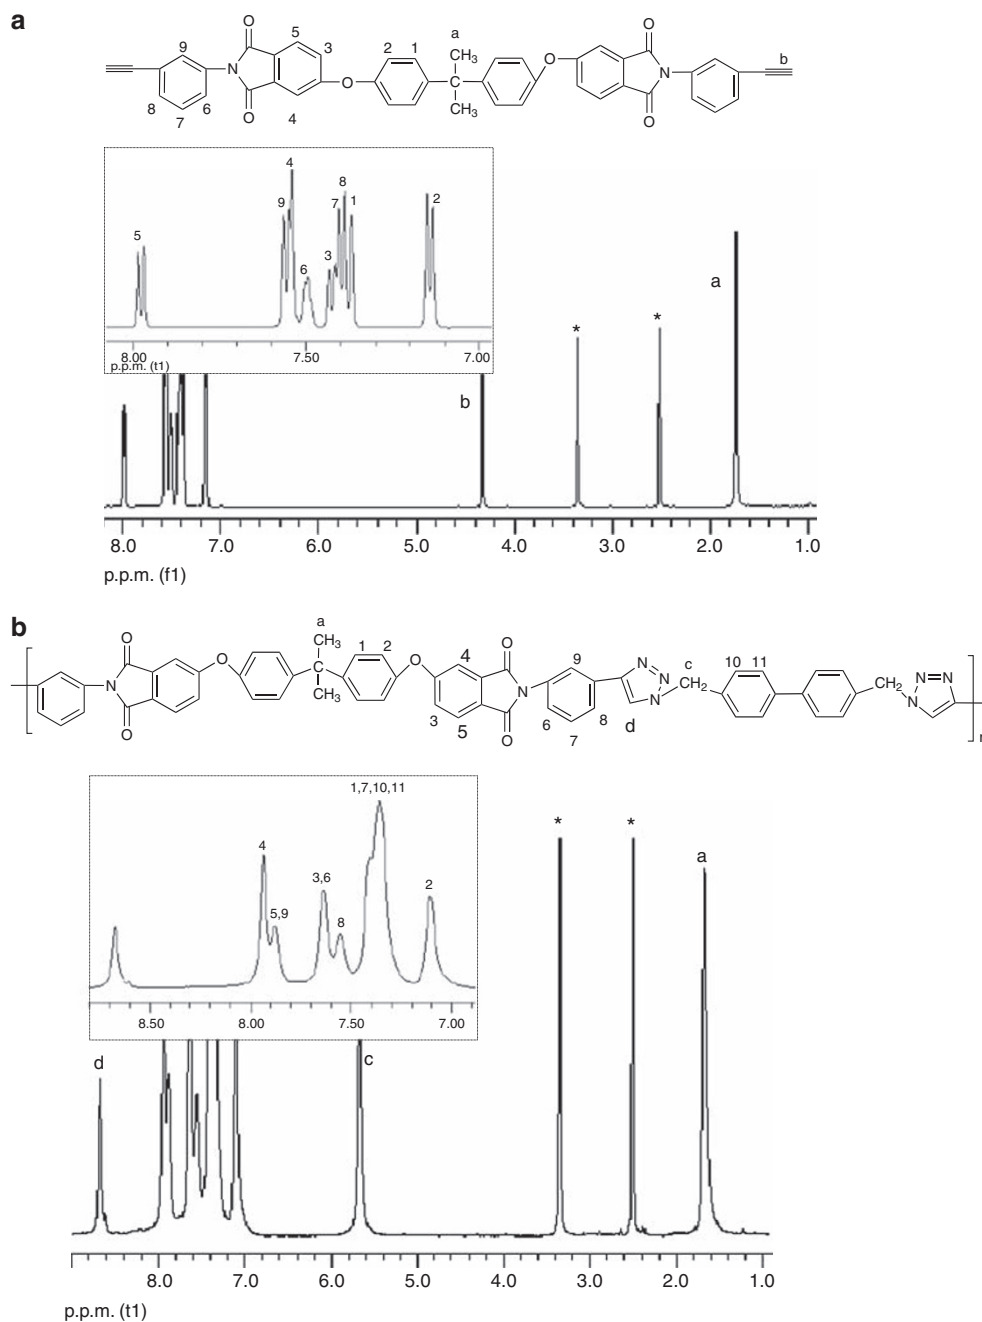 a
O
5
O
9
3
2
1
a
CH3
b
N
O
O
N
CH3
8
6
7
O
4
O
5
9
4
6
3
7
8
1
2
8.00
7.50
7.00
p.p.m. (t1)
b
*
*
a
8.0
7.0
6.0
5.0
4.0
3.0
2.0
1.0
p.p.m. (f1)
b
O
a
CH3
1
2
O
4
O
9
N
N
N
c
CH2
10
11
CH2
N
N
N
N
O
CH3
3
5
N
6
7
8
d
O
O
n
1,7,10,11
4
5,9
3,6
8
2
8.50
8.00
7.50
7.00
d
c
*
*
a
8.0
7.0
6.0
5.0
4.0
3.0
2.0
1.0
p.p.m. (t1)